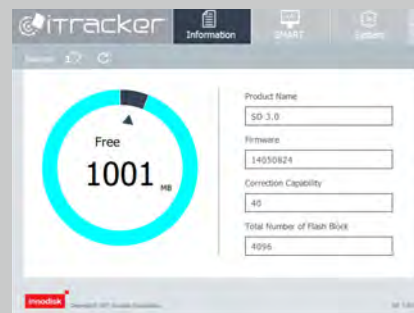 iTracker
Information
SMART
System
Free
1001 MB
Product Name
SD 3.0
Firmware
14050824
Correction Capability
40
Total Number of Flash Block
4096
innodisk